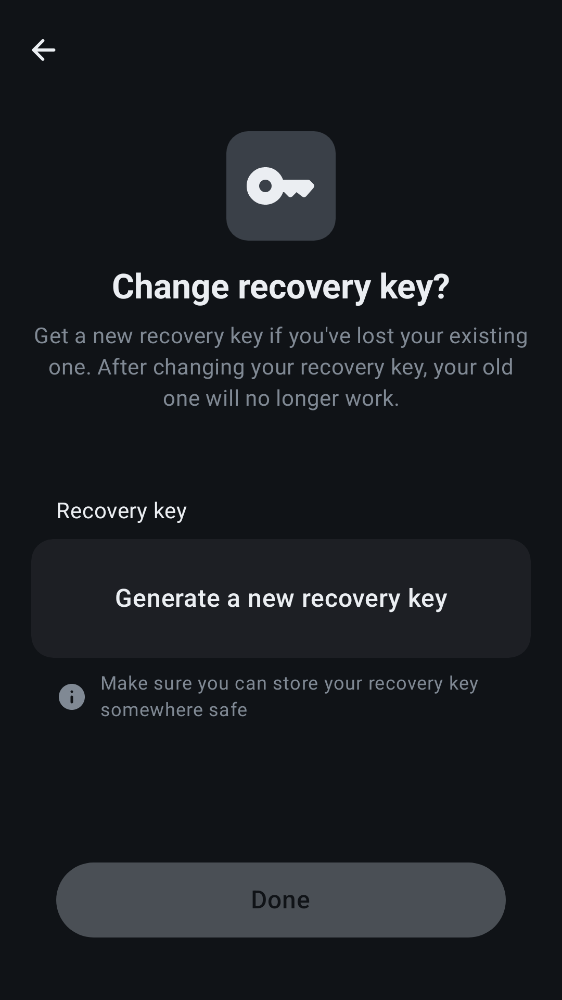 Change recovery key?
Get a new recovery key if you've lost your existing
one. After changing your recovery key, your old
one will no longer work.
Recovery key
Generate a new recovery key
Make sure you can store your recovery key
somewhere safe
Done